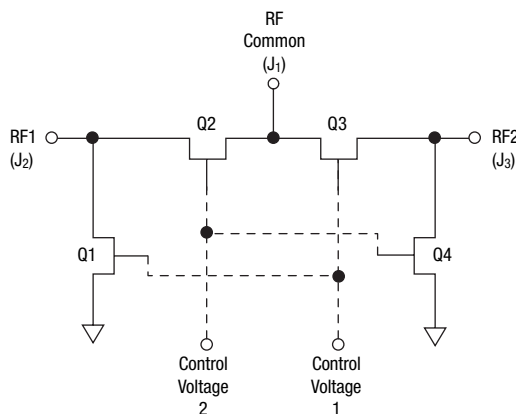 RF
Common
(J1)
Q2
Q3
RF1
(J2)
RF2
(J3)
Q1
Q4
Control
Voltage
2
Control
Voltage
1